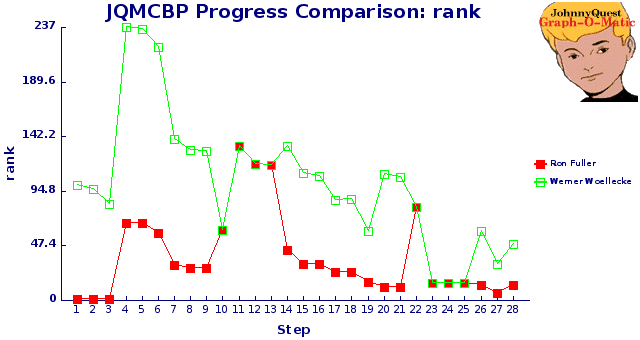 JQMCBP Progress Comparison: rank
JohnnyQuest
Graph-O-Matic
237
189.6
142.2
94.8
47.4
0
rank
1 2 3 4 5 6 7 8 9 10 11 12 13 14 15 16 17 18 19 20 21 22 23 24 25 26 27 28
Step
Ron Fuller
Werner Woellecke